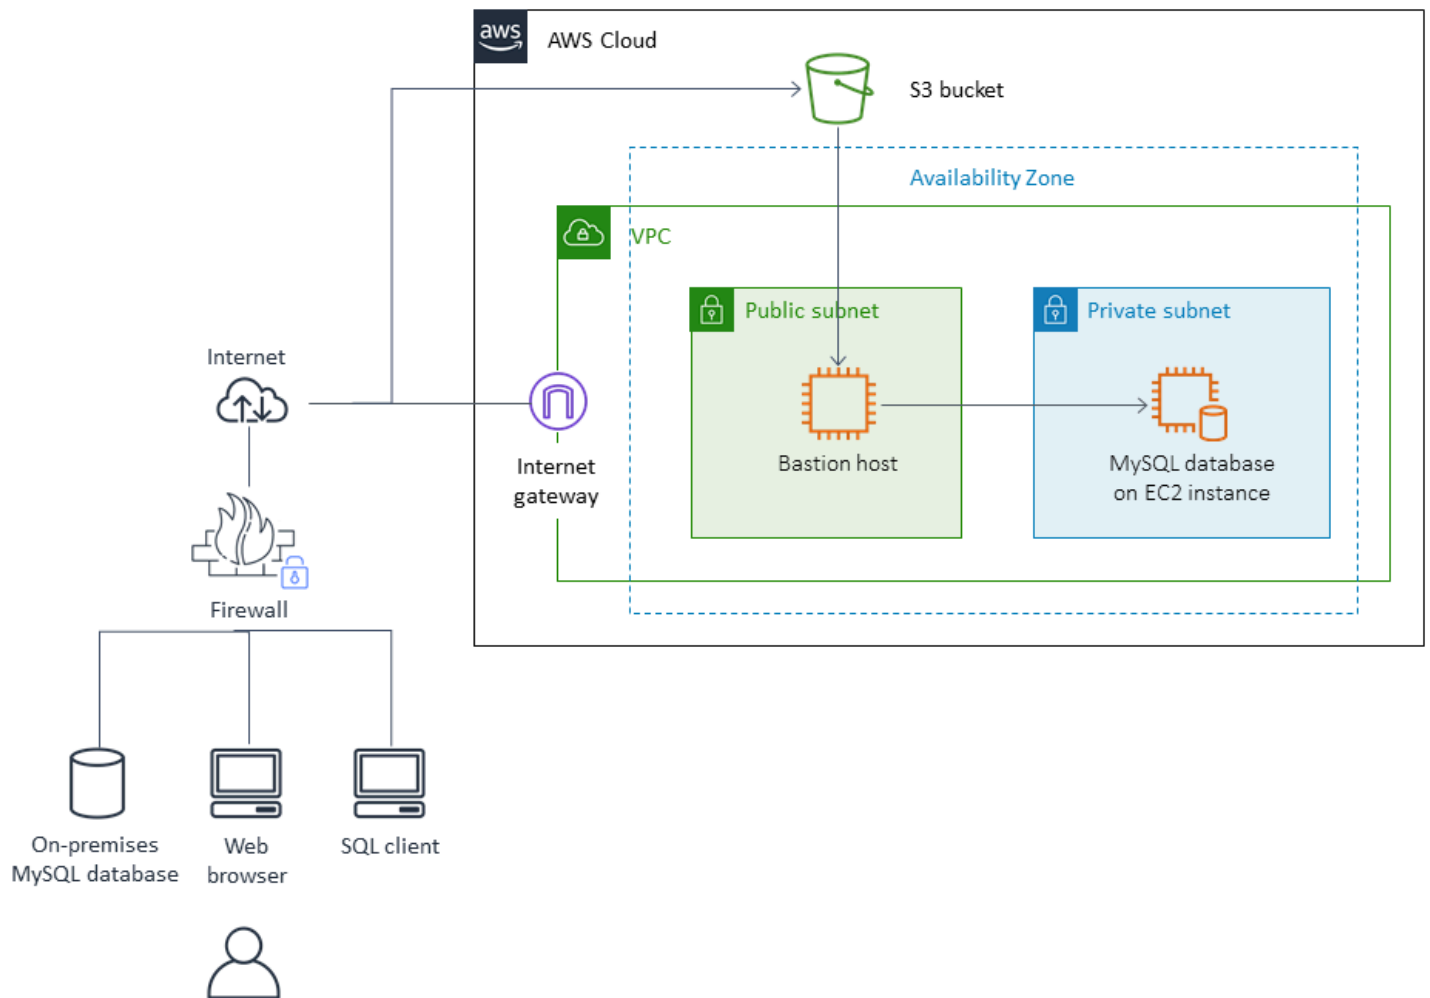 aws
AWS Cloud
S3 bucket
Availability Zone
VPC
Public subnet
Private subnet
Internet
Internet
gateway
Bastion host
MySQL database
on EC2 instance
Firewall
On-premises
MySQL database
Web
browser
SQL client